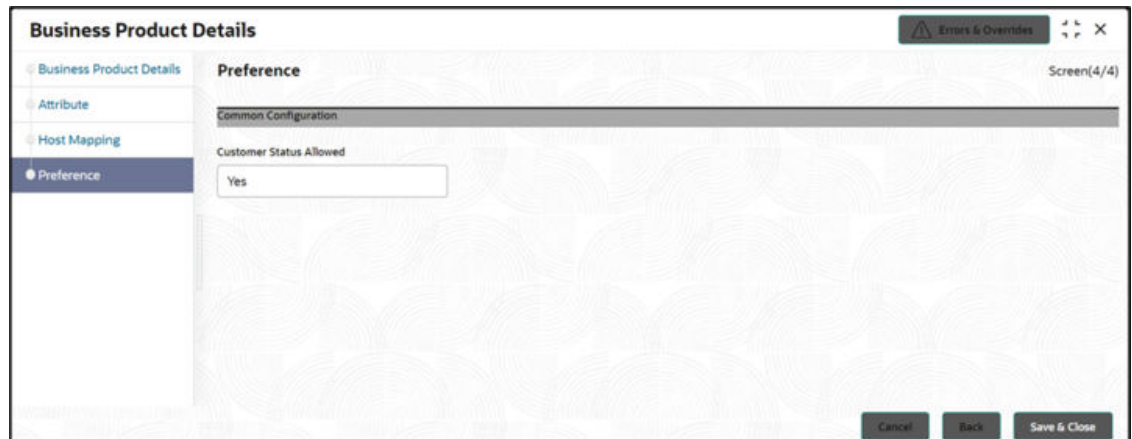 Business Product Details
Errors & Overrides
Business Product Details
Attribute
Host Mapping
Preference
Preference
Screen(4/4)
Common Configuration
Customer Status Allowed
Yes
Cancel
Back
Save & Close